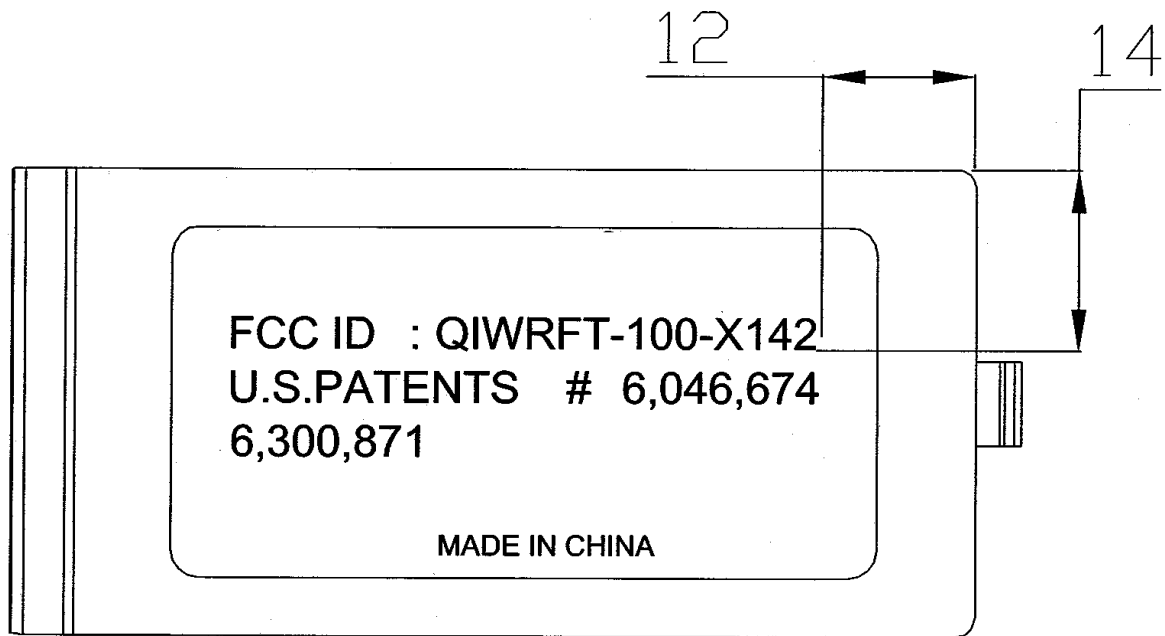 12
14
FCC ID : QIWRFT-100-X142
U.S.PATENTS # 6,046,674
6,300,871
MADE IN CHINA